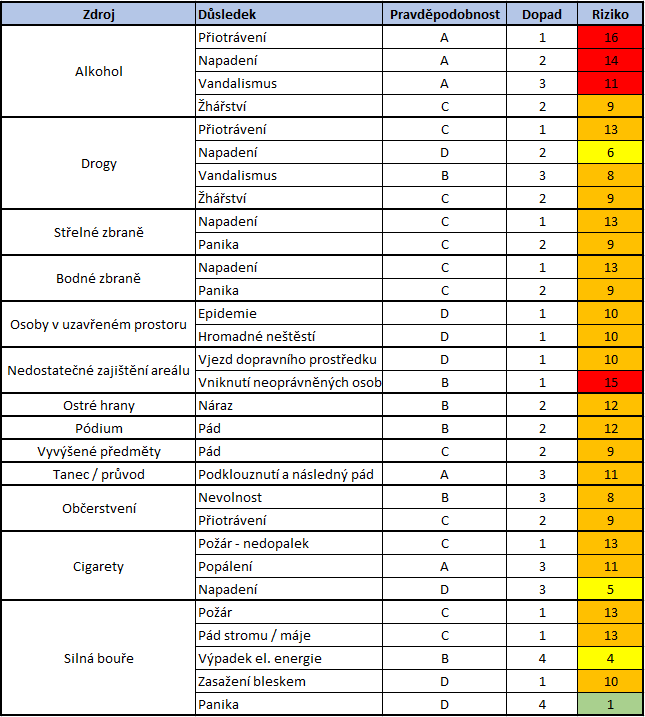 Zdroj Důsledek Pravděpodobnost Dopad Riziko
Alkohol
Přiotrávení A 1 16
Napadení A 2 14
Vandalismus A 3 11
Žhářství C 2 9
Drogy
Přiotrávení C 1 13
Napadení D 2 6
Vandalismus B 3 8
Žhářství C 2 9
Střelné zbraně
Napadení C 1 13
Panika C 2 9
Bodné zbraně
Napadení C 1 13
Panika C 2 9
Osoby v uzavřeném prostoru
Epidemie D 1 10
Hromadné neštěstí D 1 10
Nedostatečné zajištění areálu
Vjezd dopravního prostředku D 1 10
Vniknutí neoprávněných osob B 1 15
Ostré hrany Náraz B 2 12
Pódium Pád B 2 12
Vyvýšené předměty Pád C 2 9
Tanec / průvod Podklouznutí a následný pád A 3 11
Občerstvení
Nevolnost B 3 8
Přiotrávení C 2 9
Cigarety
Požár - nedopalek C 1 13
Popálení A 3 11
Napadení D 3 5
Silná bouře
Požár C 1 13
Pád stromu / máje C 1 13
Výpadek el. energie B 4 4
Zasažení bleskem D 1 10
Panika D 4 1